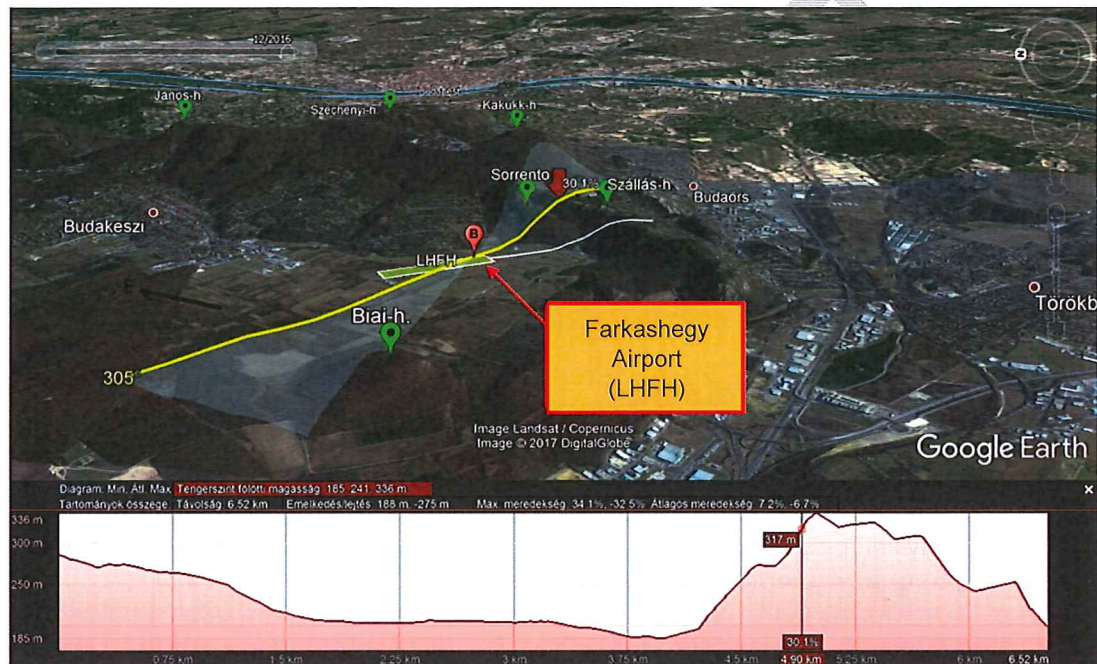 12/2016
János-h.
Széchenyi-h.
Budapest
Kakukk-h
Sorrento
30.1%
Szállás-h.
Budaörs
Budakeszi
B
LHFH
E
Törökb
Biai-h.
Farkashegy
Airport
(LHFH)
305°
Image Landsat / Copernicus
Image © 2017 DigitalGlobe
Google Earth
Diagram: Min, Átl, Max Tengerszint fölötti magasság: 185, 241, 336 m
Tartományok összege: Távolság: 6.52 km Emelkedés/ejtés: 188 m, -275 m Max. meredekség: 34.1%, -32.5% Átlagos meredekség: 7.2%, -6.7%
336 m
300 m
250 m
185 m
317 m
30.1%
0.75 km 1.5 km 2.25 km 3 km 3.75 km 4.5 km 4.90 km 5.25 km 6 km 6.52 km